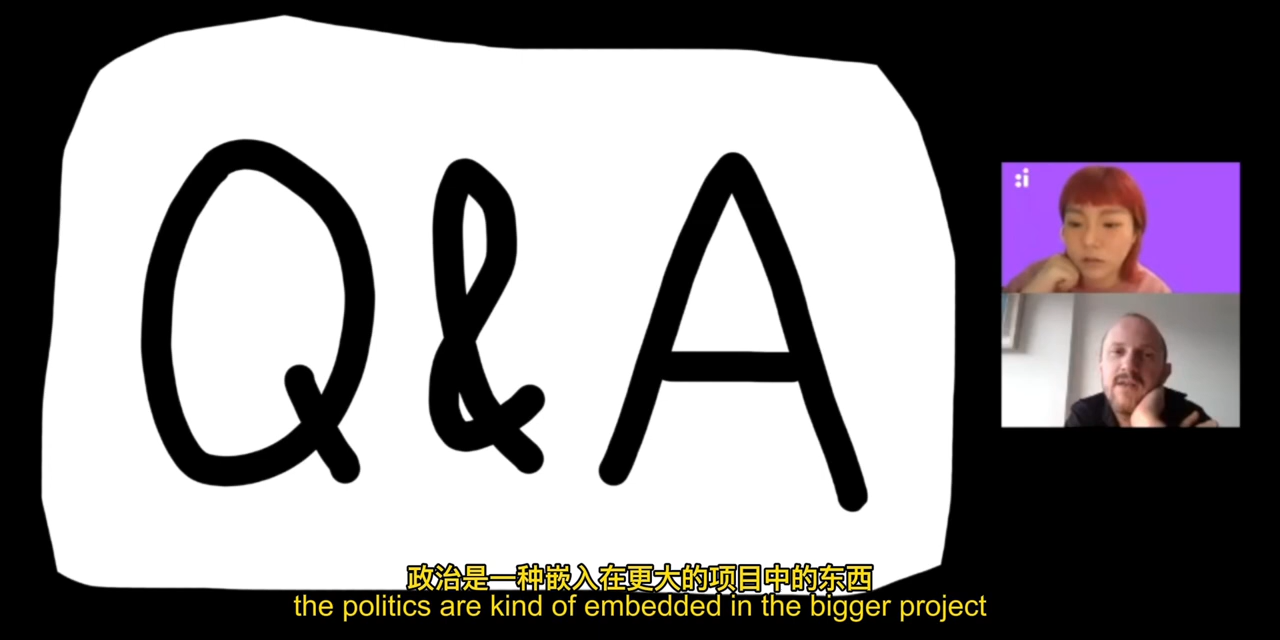 Q & A
:i
政治是一种嵌入在更大的项目中的东西
the politics are kind of embedded in the bigger project